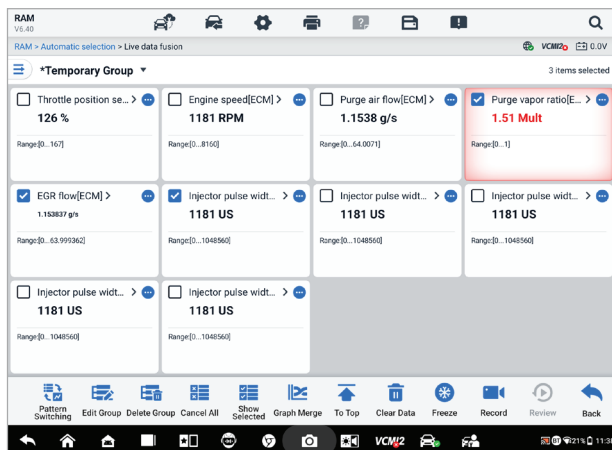 RAM
V6.40
RAM > Automatic selection > Live data fusion
VCMI2 0.0V
*Temporary Group
3 items selected
Throttle position se... >
126 %
Range:[0...167]
Engine speed[ECM] >
1181 RPM
Range:[0...8160]
Purge air flow[ECM] >
1.1538 g/s
Range:[0...64.0071]
Purge vapor ratio[E... >
1.51 Mult
Range:[0...1]
EGR flow[ECM] >
1.153837 g/s
Range:[0...63.999362]
Injector pulse widt... >
1181 US
Range:[0...1048560]
Injector pulse widt... >
1181 US
Range:[0...1048560]
Injector pulse widt... >
1181 US
Range:[0...1048560]
Injector pulse widt... >
1181 US
Range:[0...1048560]
Injector pulse widt... >
1181 US
Range:[0...1048560]
Pattern
Switching
Edit Group
Delete Group
Cancel All
Show
Selected
Graph Merge
To Top
Clear Data
Freeze
Record
Review
Back
VCMI2
21% 11:38